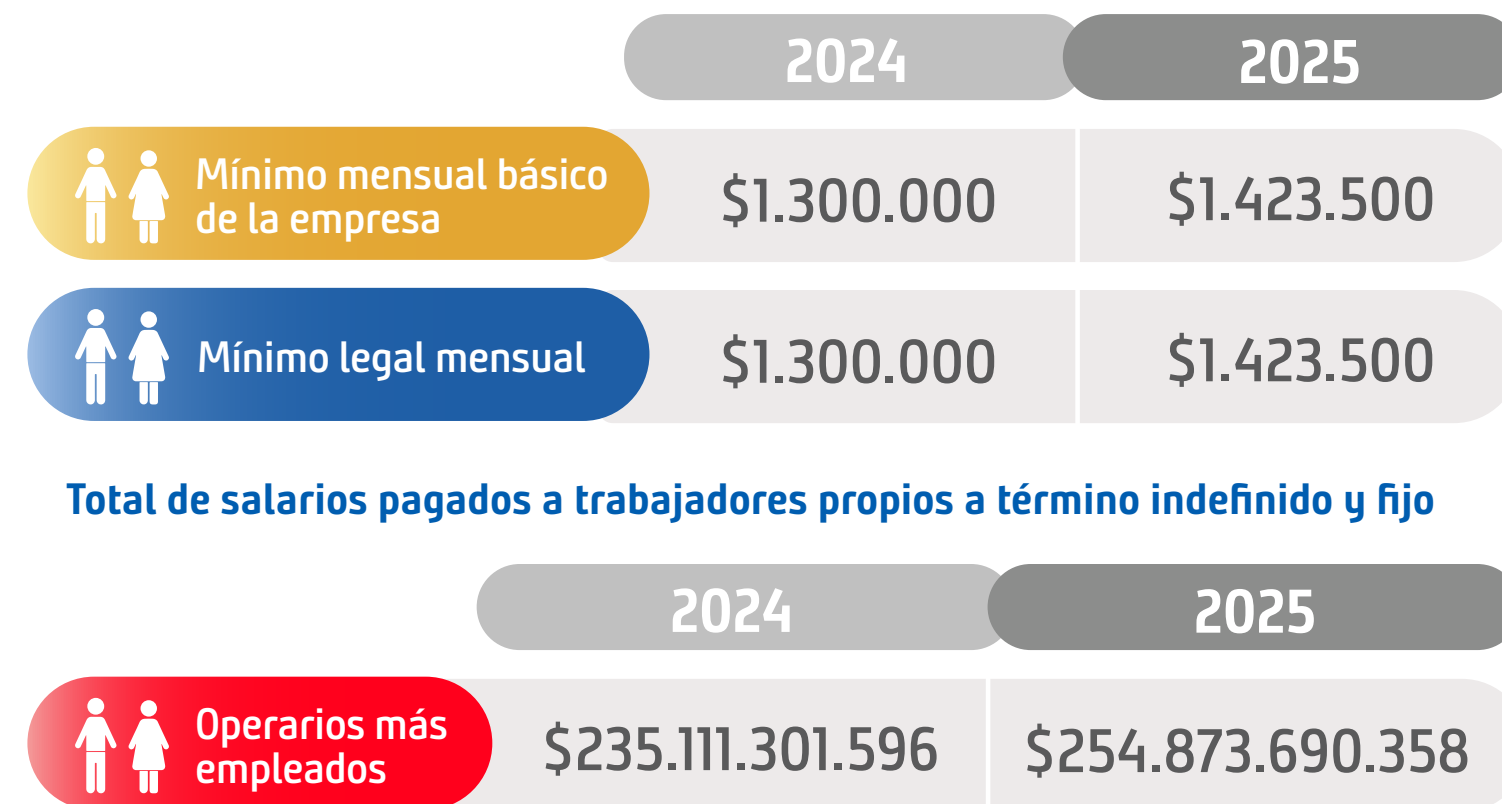 2024 2025
Mínimo mensual básico
de la empresa
$1.300.000 $1.423.500
Mínimo legal mensual $1.300.000 $1.423.500
Total de salarios pagados a trabajadores propios a término indefinido y fijo
2024 2025
Operarios más
empleados
$235.111.301.596 $254.873.690.358